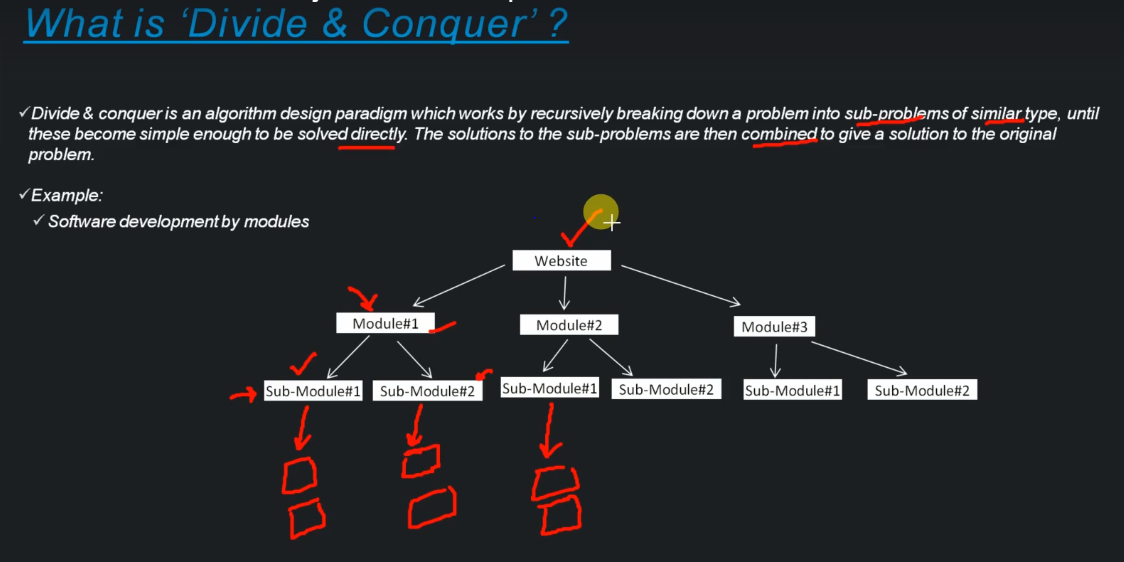 What is ‘Divide & Conquer’ ?
✓Divide & conquer is an algorithm design paradigm which works by recursively breaking down a problem into sub-problems of similar type, until
these become simple enough to be solved directly. The solutions to the sub-problems are then combined to give a solution to the original
problem.
✓Example:
✓ Software development by modules
Website
Module#1 Module#2 Module#3
Sub-Module#1 Sub-Module#2 Sub-Module#1 Sub-Module#2 Sub-Module#1 Sub-Module#2